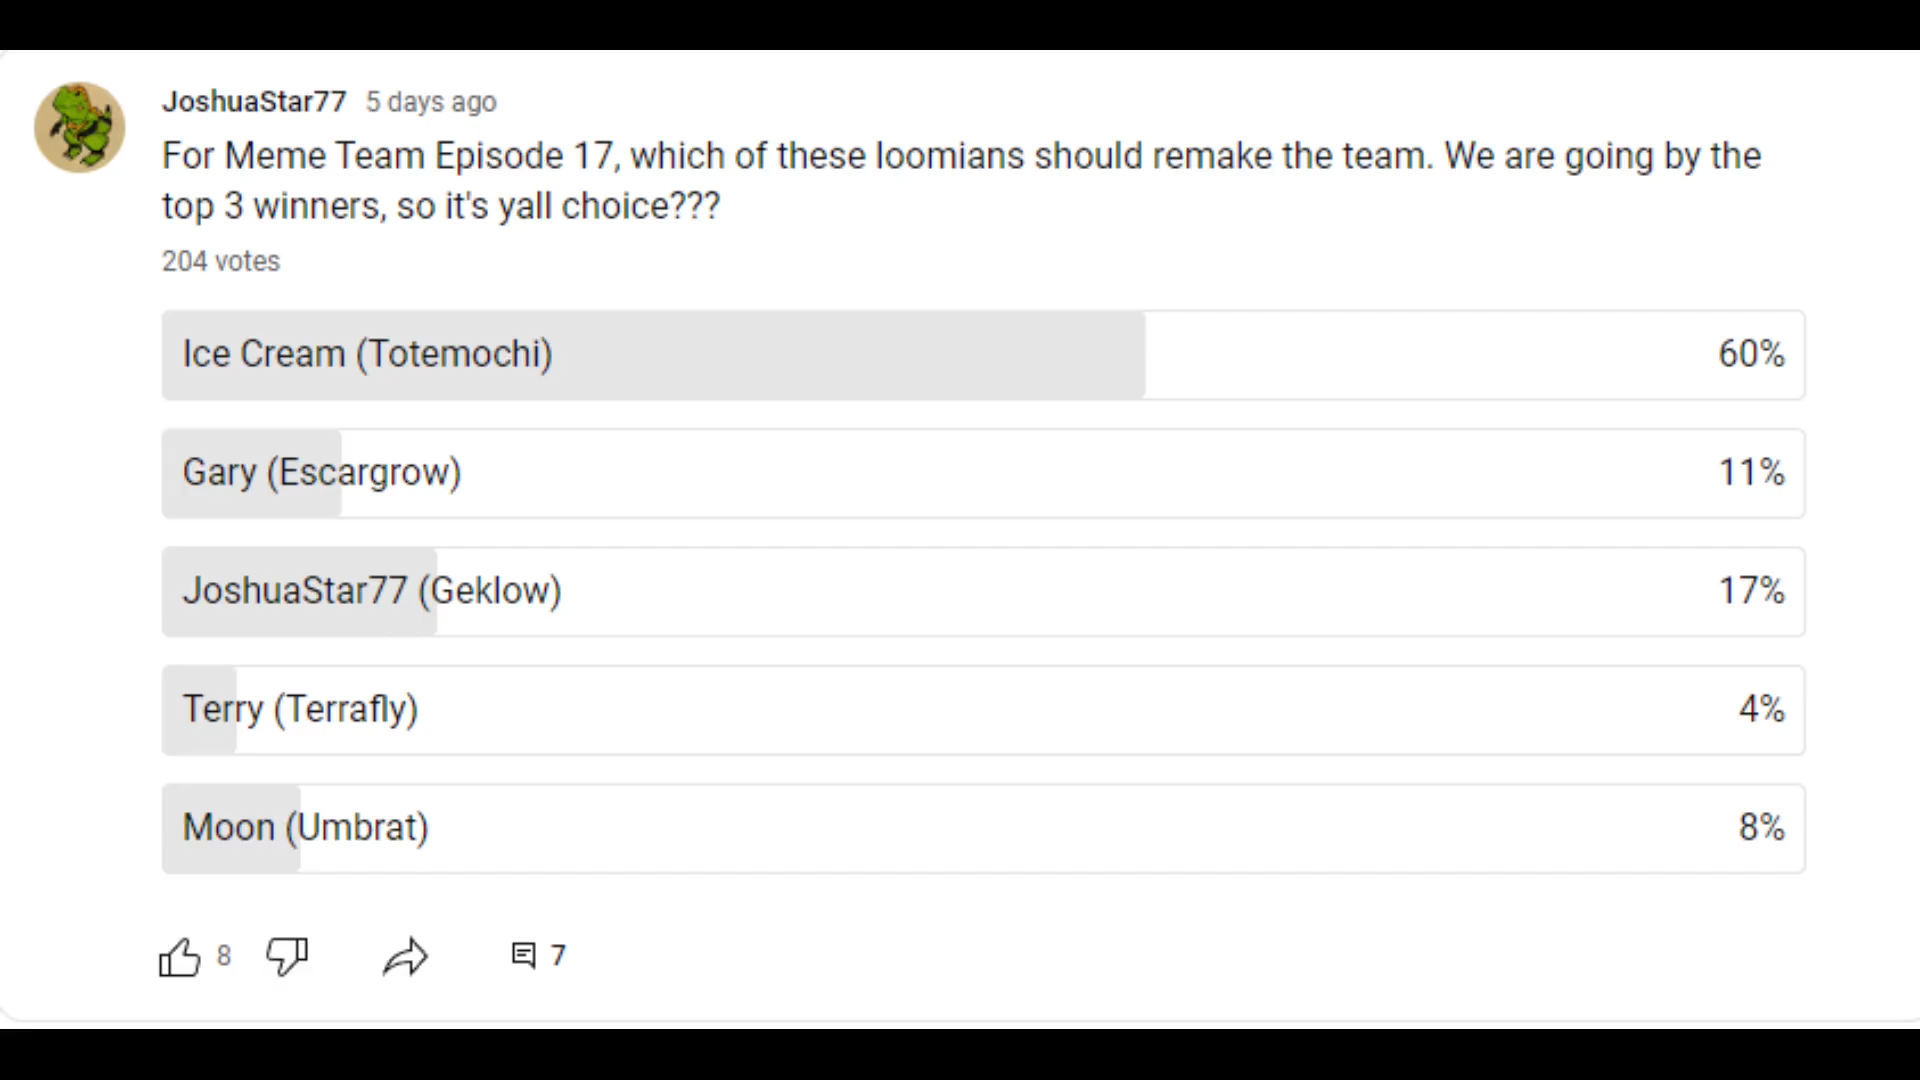 JoshuaStar77 5 days ago
For Meme Team Episode 17, which of these loomians should remake the team. We are going by the
top 3 winners, so it's yall choice???
204 votes
Ice Cream (Totemochi) 60%
Gary (Escargrow) 11%
JoshuaStar77 (Geklow) 17%
Terry (Terrafly) 4%
Moon (Umbrat) 8%
8 7